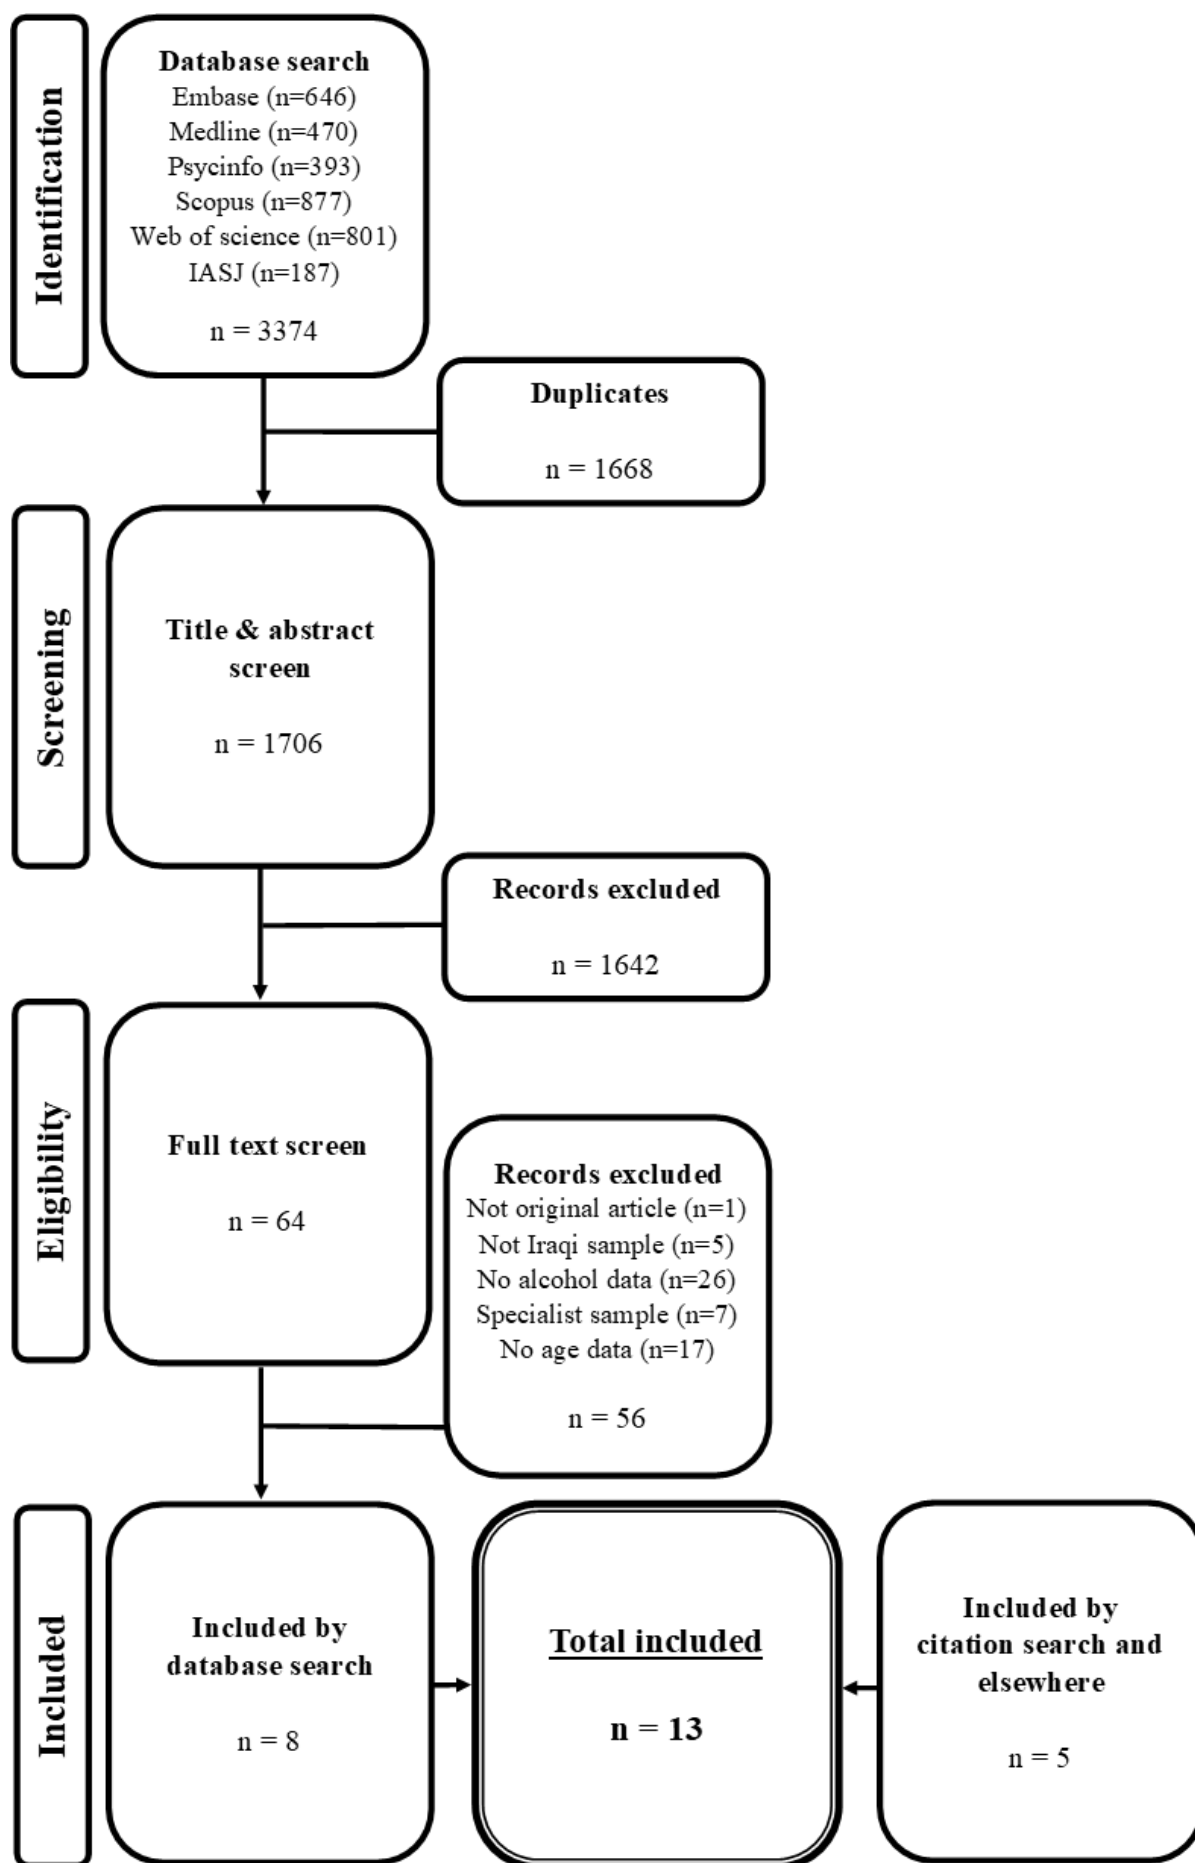 Identification
Database search
Embase (n=646)
Medline (n=470)
Psycinfo (n=393)
Scopus (n=877)
Web of science (n=801)
IASJ (n=187)
n = 3374
Duplicates
n = 1668
Screening
Title & abstract
screen
n = 1706
Records excluded
n = 1642
Eligibility
Full text screen
n = 64
Records excluded
Not original article (n=1)
Not Iraqi sample (n=5)
No alcohol data (n=26)
Specialist sample (n=7)
No age data (n=17)
n = 56
Included
Included by
database search
n = 8
Total included
n = 13
Included by
citation search and
elsewhere
n = 5